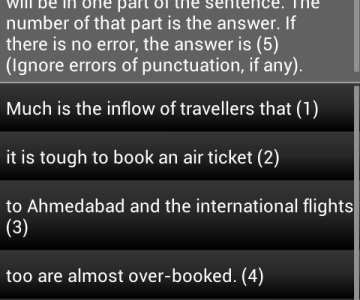 will be in one part of the sentence. The
number of that part is the answer. If
there is no error, the answer is (5)
(Ignore errors of punctuation, if any).
Much is the inflow of travellers that (1)
it is tough to book an air ticket (2)
to Ahmedabad and the international flights
(3)
too are almost over-booked. (4)